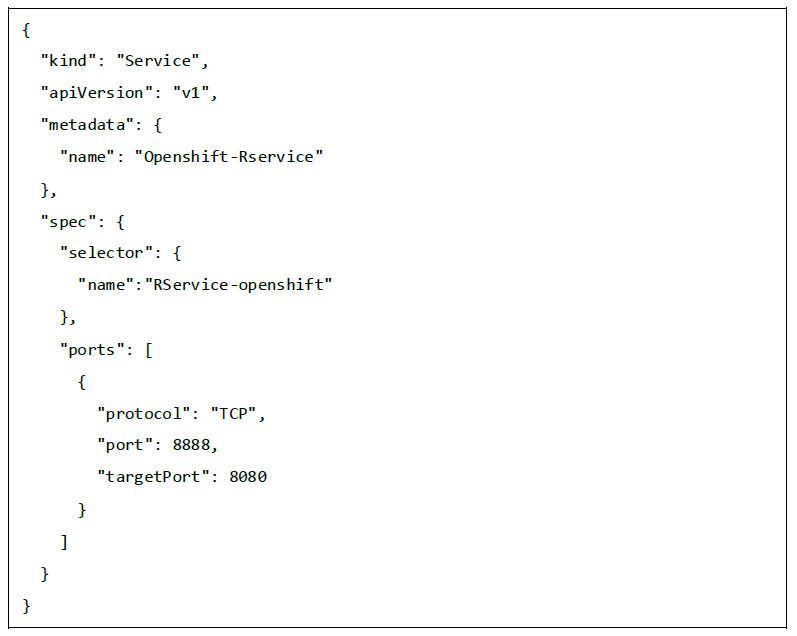 {
  "kind": "Service",
  "apiVersion": "v1",
  "metadata": {
    "name": "Openshift-Rservice"
  },
  "spec": {
    "selector": {
      "name":"RService-openshift"
    },
    "ports": [
      {
        "protocol": "TCP",
        "port": 8888,
        "targetPort": 8080
      }
    ]
  }
}